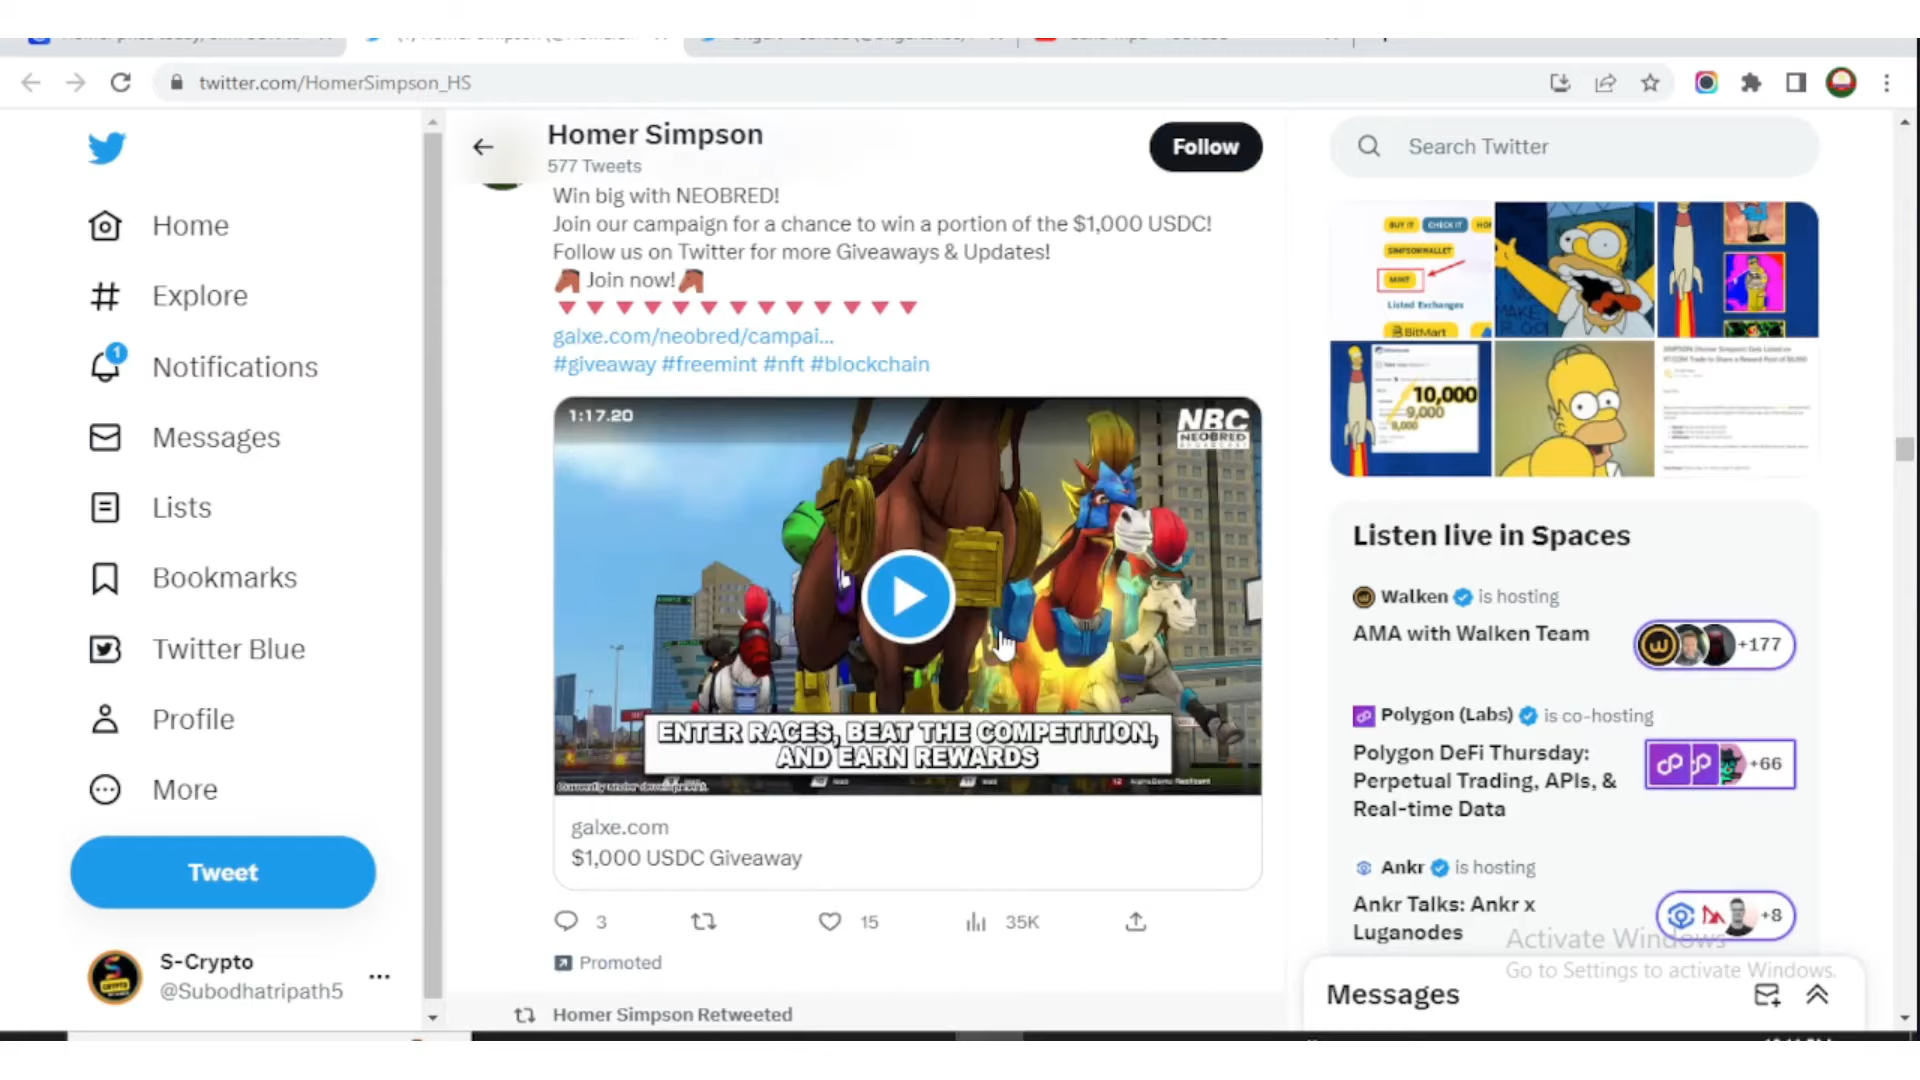 twitter.com/HomerSimpson_HS
Homer Simpson
577 Tweets
Follow
Search Twitter
Home
Explore
1
Notifications
Messages
Lists
Bookmarks
Twitter Blue
Profile
More
Tweet
S-Crypto
@Subodhatripath5
Win big with NEOBRED!
Join our campaign for a chance to win a portion of the $1,000 USDC!
Follow us on Twitter for more Giveaways & Updates!
Join now!
galxe.com/neobred/campai...
#giveaway #freemint #nft #blockchain
1:17.20
NBC
NEOBRED
ENTER RACES, BEAT THE COMPETITION,
AND EARN REWARDS
Currently under development.
galxe.com
$1,000 USDC Giveaway
3
15
35K
Promoted
Homer Simpson Retweeted
BUY IT CHECK IT
SIMPSON WALLET
MINT
Listed Exchanges
BitMart
10,000
9,000
8,000
Listen live in Spaces
Walken is hosting
AMA with Walken Team
+177
Polygon (Labs) is co-hosting
Polygon DeFi Thursday:
Perpetual Trading, APIs, &
Real-time Data
+66
Ankr is hosting
Ankr Talks: Ankr x
Luganodes
+8
Activate Windows
Go to Settings to activate Windows.
Messages